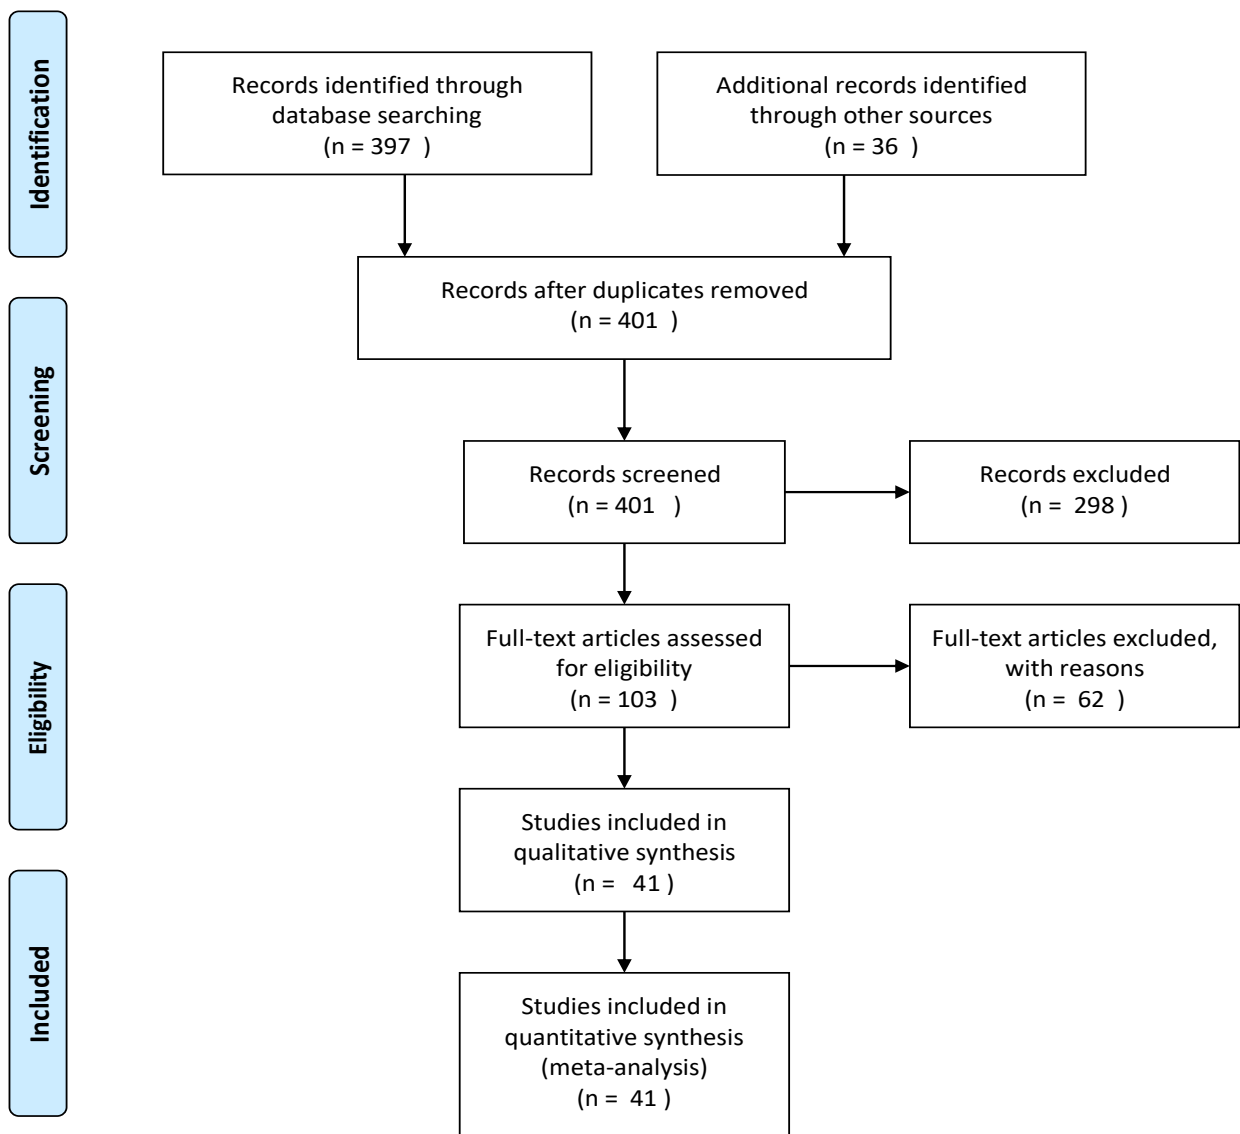 Identification
Records identified through
database searching
(n = 397  )
Additional records identified
through other sources
(n = 36  )
Records after duplicates removed
(n = 401  )
Screening
Records screened
(n = 401   )
Records excluded
(n =  298 )
Eligibility
Full-text articles assessed
for eligibility
(n = 103  )
Full-text articles excluded,
with reasons
(n =  62  )
Studies included in
qualitative synthesis
(n =   41 )
Included
Studies included in
quantitative synthesis
(meta-analysis)
(n =  41 )